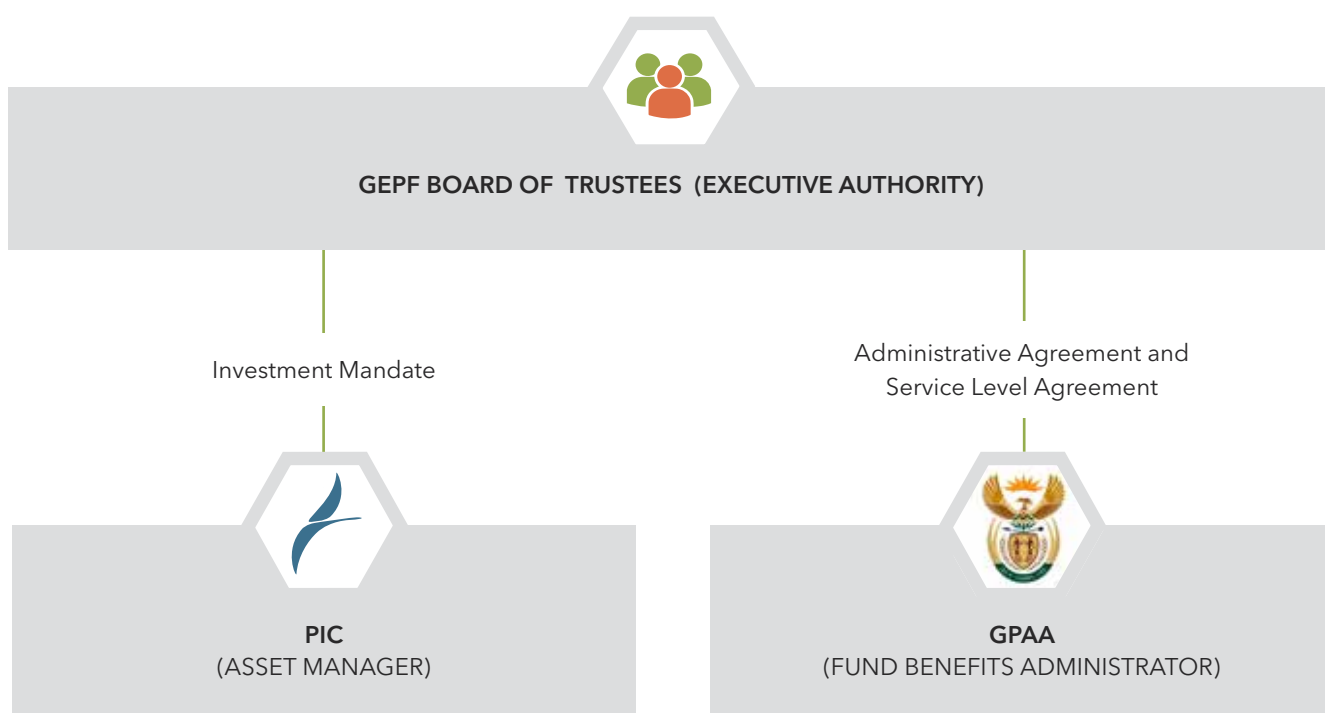 GEPF BOARD OF TRUSTEES (EXECUTIVE AUTHORITY)
Investment Mandate
Administrative Agreement and
Service Level Agreement
PIC
(ASSET MANAGER)
GPAA
(FUND BENEFITS ADMINISTRATOR)